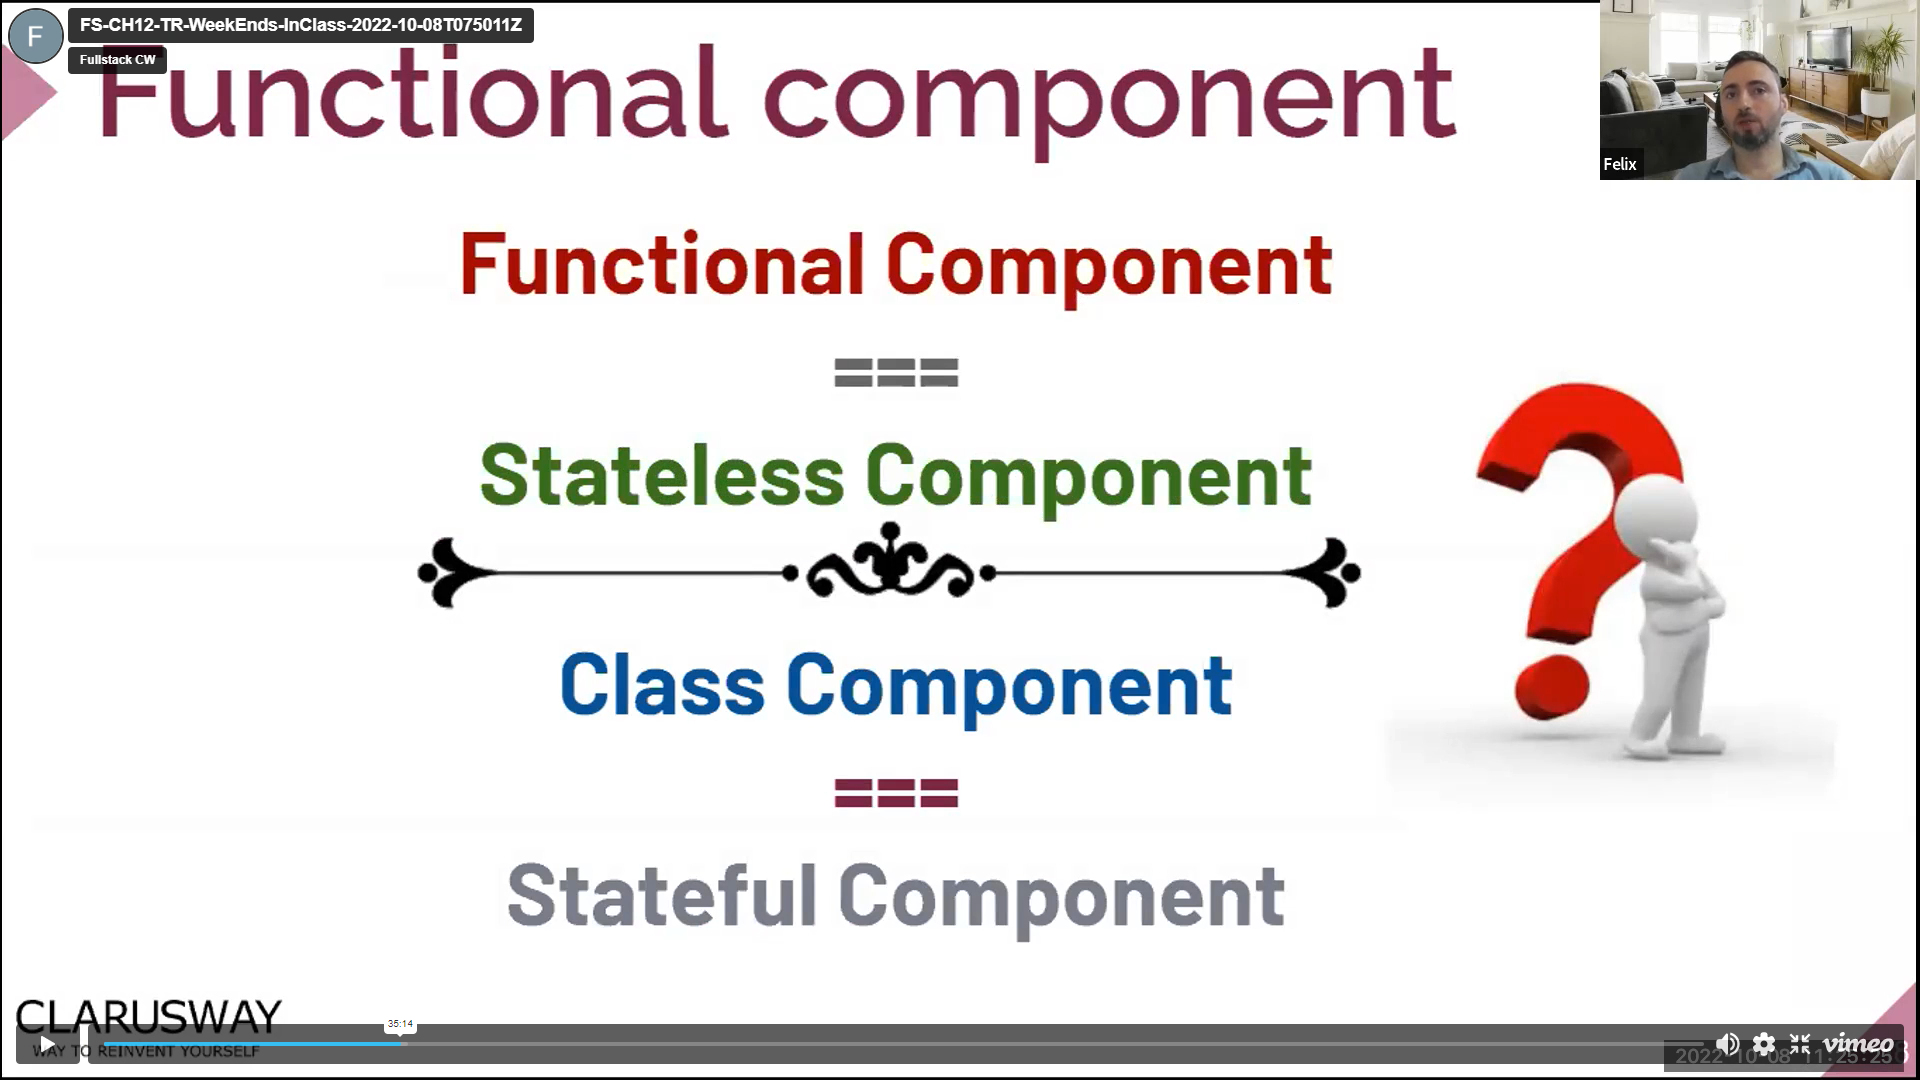 F
FS-CH12-TR-WeekEnds-InClass-2022-10-08T075011Z
Fullstack CW
Functional component
Felix
Functional Component
===
Stateless Component
Class Component
===
Stateful Component
CLARUSWAY
WAY TO REINVENT YOURSELF
35:14
vimeo
2022-10-08 11:25:25
8